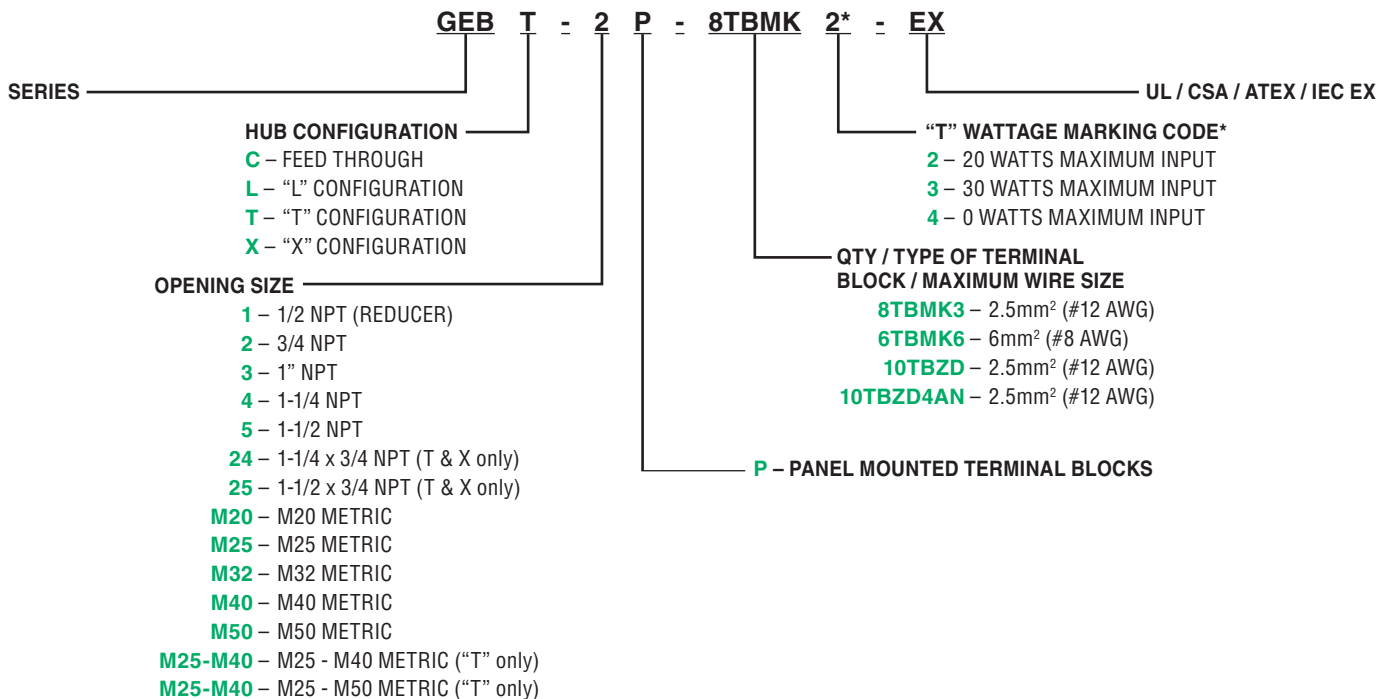 GEB T - 2 P - 8TBMK 2* - EX
SERIES
UL / CSA / ATEX / IEC EX
HUB CONFIGURATION
C – FEED THROUGH
L – “L” CONFIGURATION
T – “T” CONFIGURATION
X – “X” CONFIGURATION
“T” WATTAGE MARKING CODE*
2 – 20 WATTS MAXIMUM INPUT
3 – 30 WATTS MAXIMUM INPUT
4 – 0 WATTS MAXIMUM INPUT
QTY / TYPE OF TERMINAL
BLOCK / MAXIMUM WIRE SIZE
8TBMK3 – 2.5mm² (#12 AWG)
6TBMK6 – 6mm² (#8 AWG)
10TBZD – 2.5mm² (#12 AWG)
10TBZD4AN – 2.5mm² (#12 AWG)
OPENING SIZE
1 – 1/2 NPT (REDUCER)
2 – 3/4 NPT
3 – 1” NPT
4 – 1-1/4 NPT
5 – 1-1/2 NPT
24 – 1-1/4 x 3/4 NPT (T & X only)
25 – 1-1/2 x 3/4 NPT (T & X only)
M20 – M20 METRIC
M25 – M25 METRIC
M32 – M32 METRIC
M40 – M40 METRIC
M50 – M50 METRIC
M25-M40 – M25 - M40 METRIC (“T” only)
M25-M40 – M25 - M50 METRIC (“T” only)
P – PANEL MOUNTED TERMINAL BLOCKS